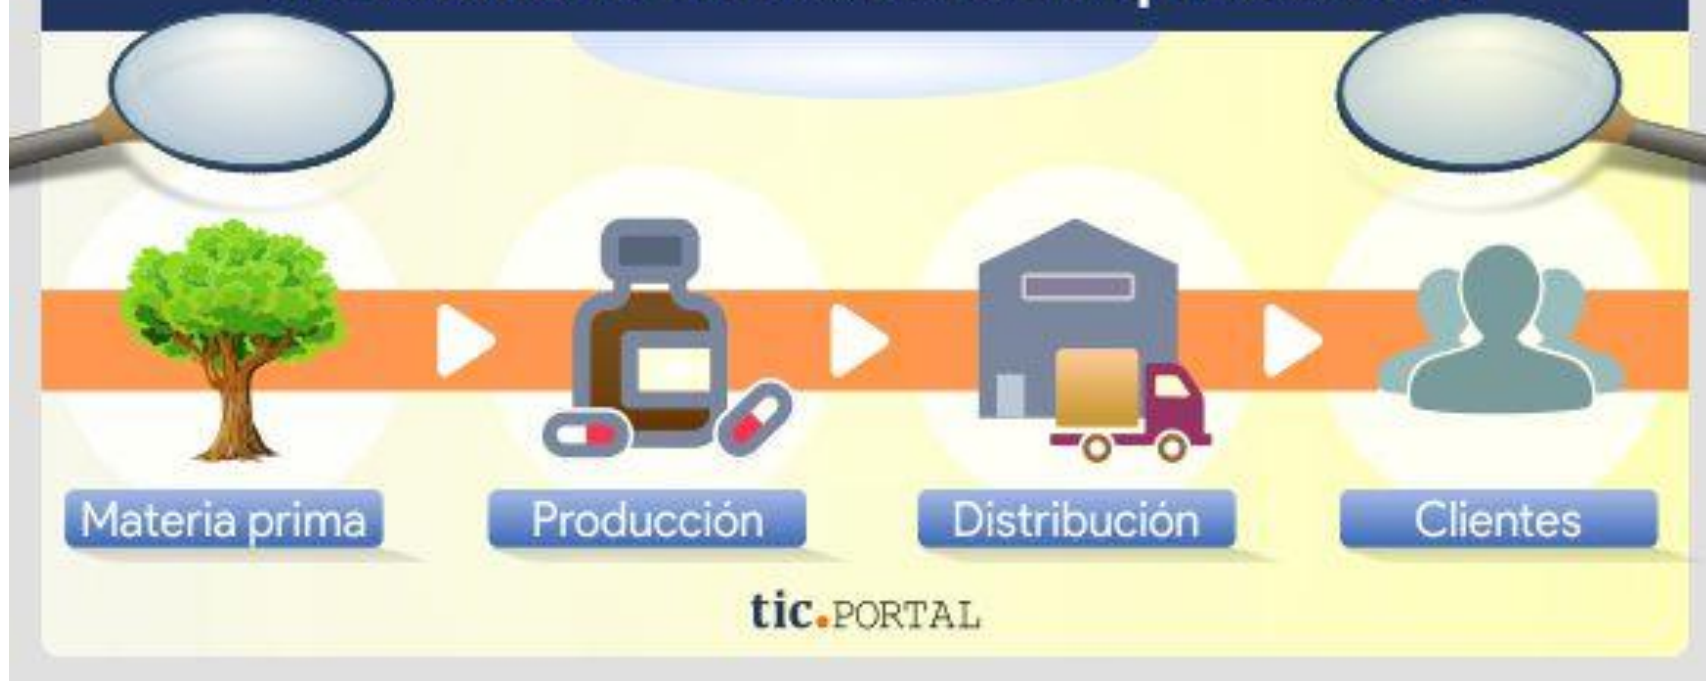 Materia prima
Producción
Distribución
Clientes
tic.PORTAL